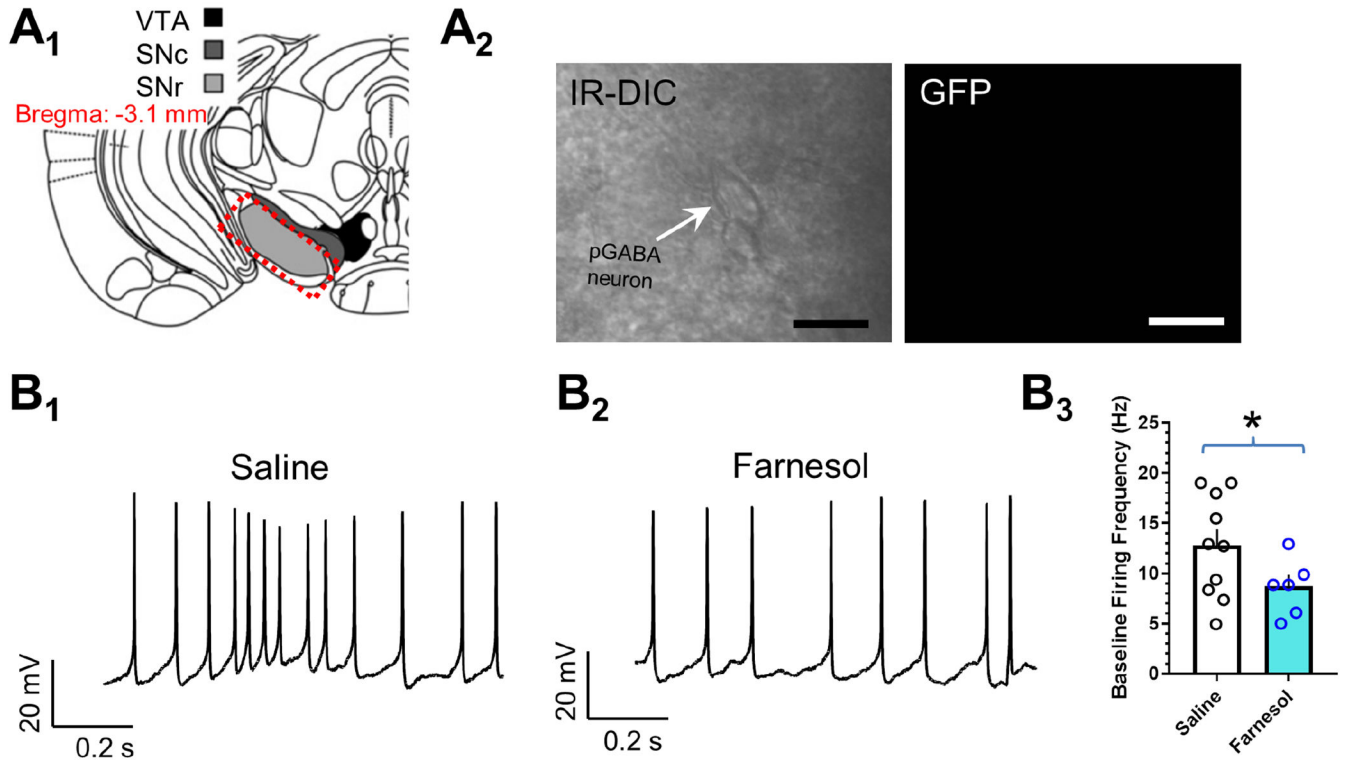 A1
VTA
SNc
SNr
Bregma: -3.1 mm
A2
IR-DIC
pGABA
neuron
GFP
B1
Saline
20 mV
0.2 s
B2
Farnesol
20 mV
0.2 s
B3
*
Baseline Firing Frequency (Hz)
25
20
15
10
5
0
Saline
Farnesol